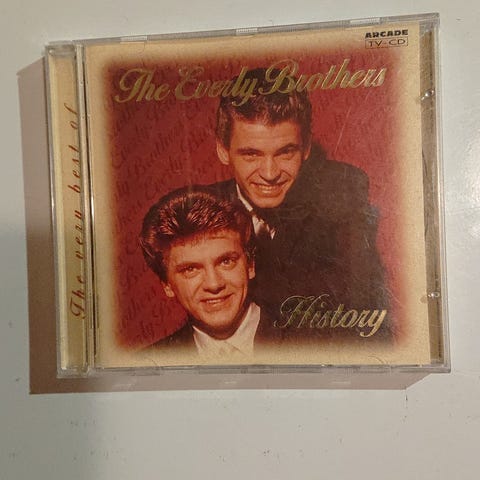 ARCADE
TV-CD
The Everly Brothers
The very best of
History